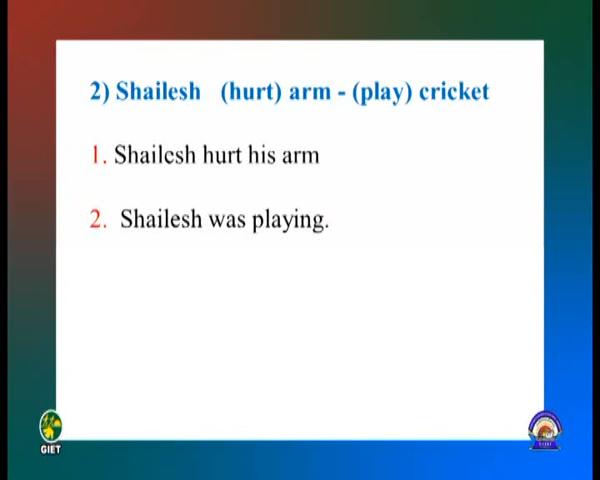 2) Shailesh (hurt) arm - (play) cricket
1. Shailesh hurt his arm
2. Shailesh was playing.
GIET